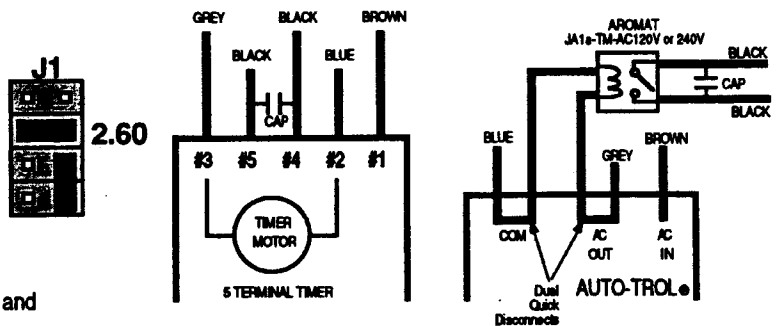 J1
2.60
and
GREY
BLACK
BROWN
BLACK
BLUE
CAP
#3 #5 #4 #2 #1
TIMER
MOTOR
5 TERMINAL TIMER
AROMAT
JA1a-TM-AC120V or 240V
BLACK
CAP
BLACK
BLUE
BROWN
GREY
COM
AC
OUT
AC
IN
Dual
Quick
Disconnects
AUTO-TROL